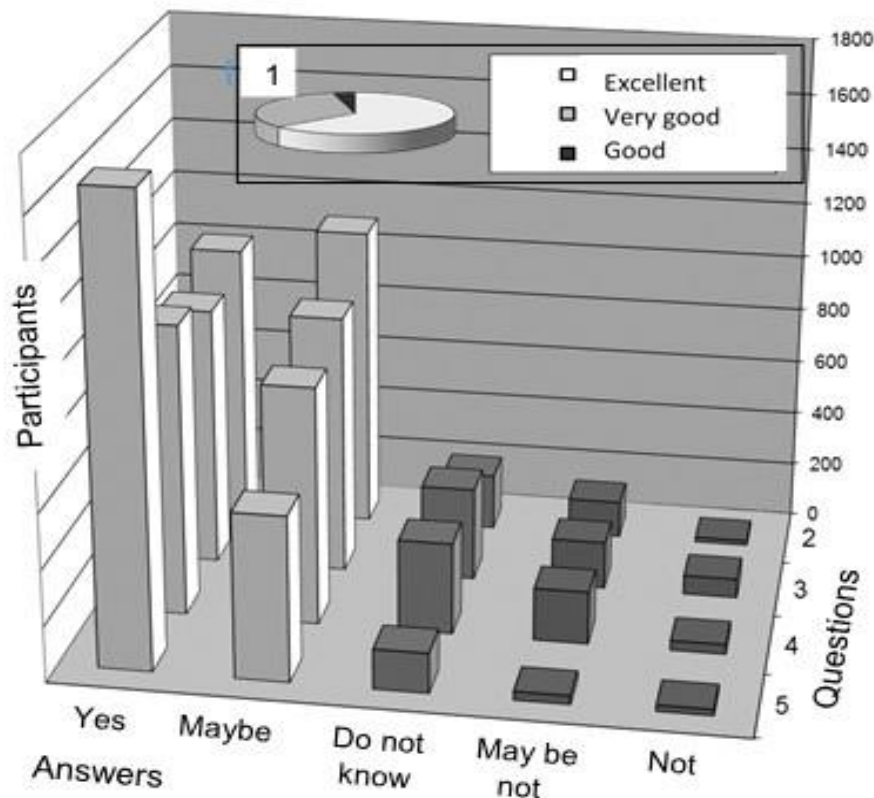 1
Excellent
Very good
Good
1800
1600
1400
1200
1000
800
600
400
200
0
2
3
4
5
Participants
Questions
Yes
Maybe
Do not
know
May be
not
Not
Answers